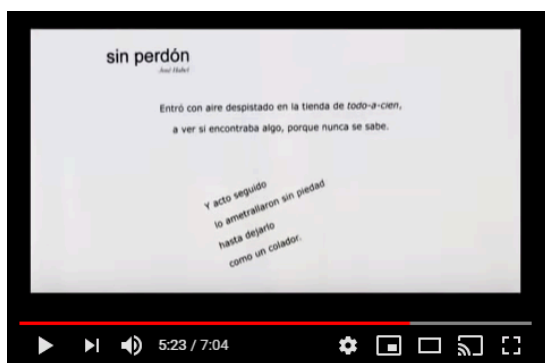 sin perdón
Entró con aire despistado en la tienda de todo-a-cien,
a ver si encontraba algo, porque nunca se sabe.
Y acto seguido
lo ametrallaron sin piedad
hasta dejarlo
como un colador.
5:23 / 7:04